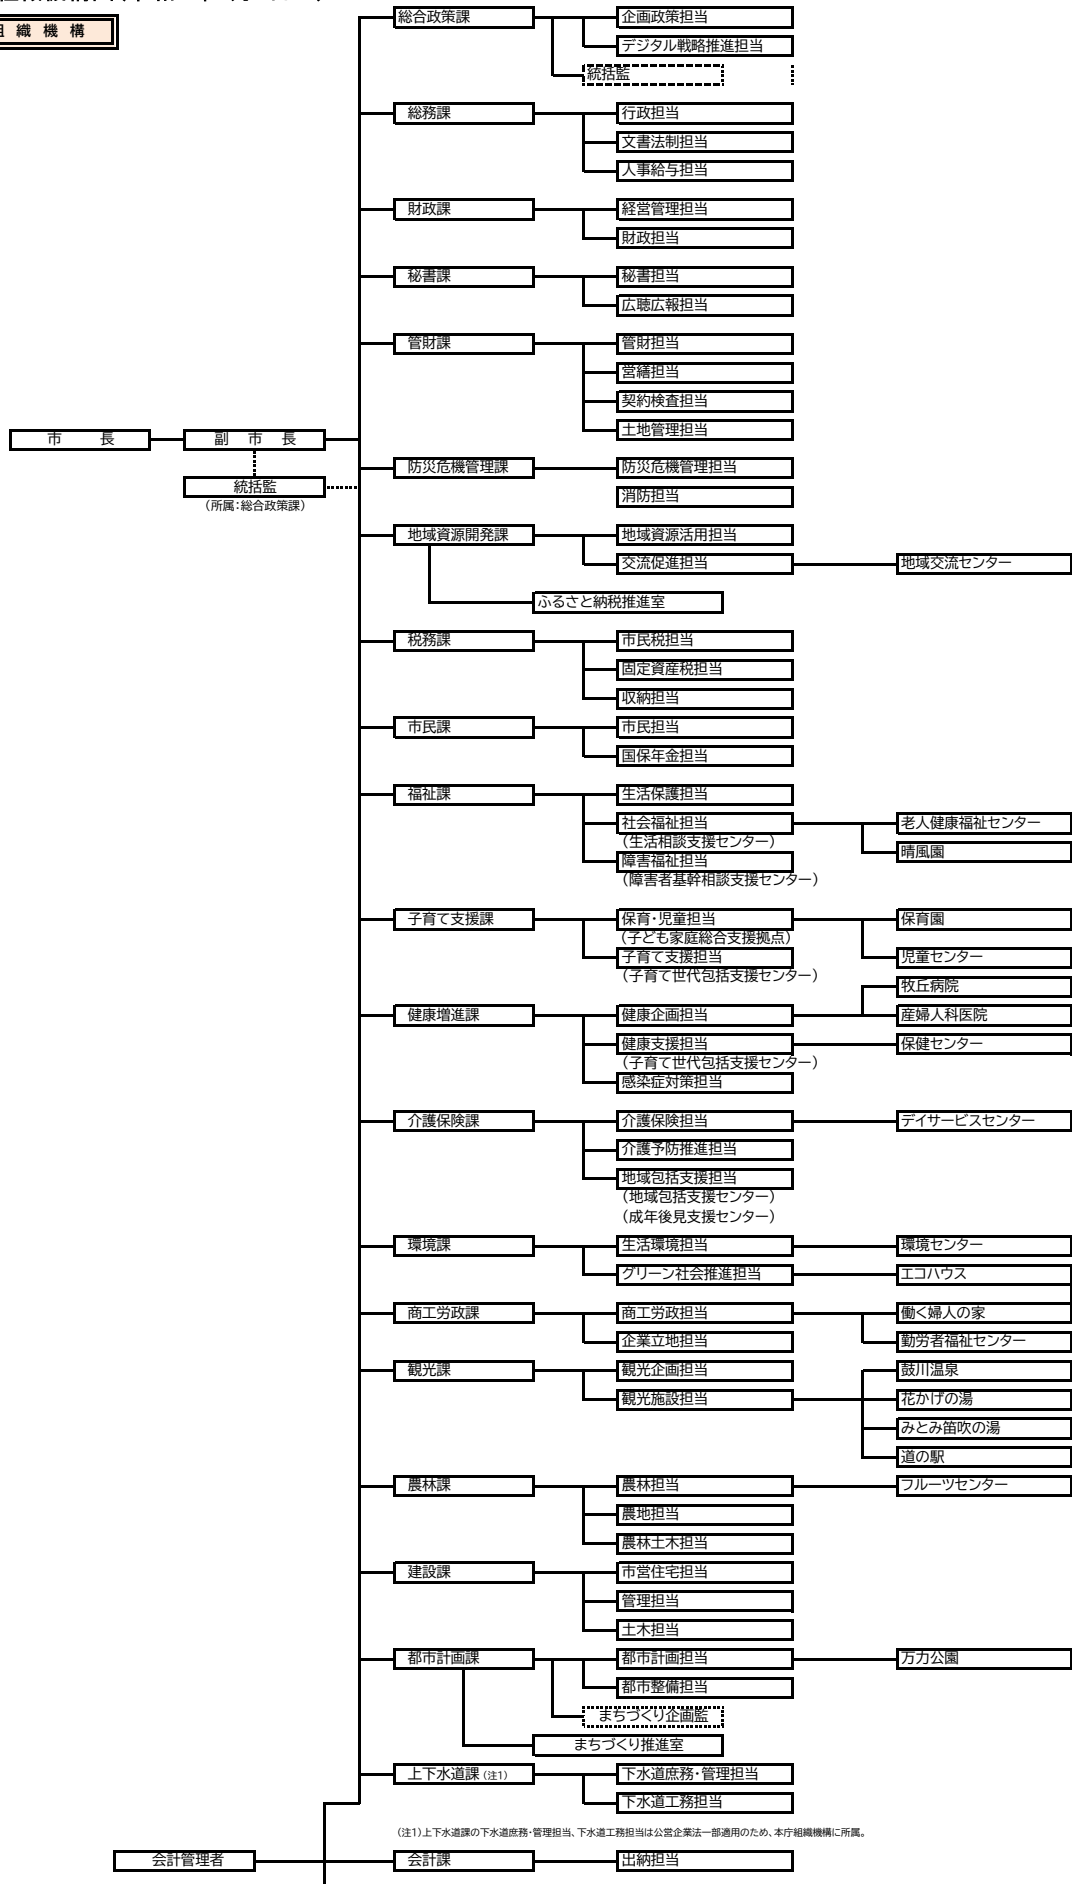 組織機構
総合政策課 企画政策担当
デジタル戦略推進担当
統括監
総務課 行政担当
文書法制担当
人事給与担当
財政課 経営管理担当
財政担当
秘書課 秘書担当
広聴広報担当
管財課 管財担当
営繕担当
契約検査担当
土地管理担当
市長 副市長
防災危機管理課 防災危機管理担当
統括監
消防担当
(所属:総合政策課)
地域資源開発課 地域資源活用担当
交流促進担当 地域交流センター
ふるさと納税推進室
税務課 市民税担当
固定資産税担当
収納担当
市民課 市民担当
国保年金担当
福祉課 生活保護担当
社会福祉担当 老人健康福祉センター
(生活相談支援センター)
晴風園
障害福祉担当
(障害者基幹相談支援センター)
子育て支援課 保育・児童担当 保育園
(子ども家庭総合支援拠点)
子育て支援担当 児童センター
(子育て世代包括支援センター)
牧丘病院
健康増進課 健康企画担当 産婦人科医院
健康支援担当 保健センター
(子育て世代包括支援センター)
感染症対策担当
介護保険課 介護保険担当 デイサービスセンター
介護予防推進担当
地域包括支援担当
(地域包括支援センター)
(成年後見支援センター)
環境課 生活環境担当 環境センター
グリーン社会推進担当 エコハウス
商工労政課 商工労政担当 働く婦人の家
企業立地担当 勤労者福祉センター
観光課 観光企画担当 鼓川温泉
観光施設担当 花かげの湯
みとみ笛吹の湯
道の駅
農林課 農林担当 フルーツセンター
農地担当
農林土木担当
建設課 市営住宅担当
管理担当
土木担当
都市計画課 都市計画担当 万力公園
都市整備担当
まちづくり企画監
まちづくり推進室
上下水道課(注1) 下水道庶務・管理担当
下水道工務担当
(注1)上下水道課の下水道庶務・管理担当、下水道工務担当は公営企業法一部適用のため、本庁組織機構に所属。
会計管理者 会計課 出納担当